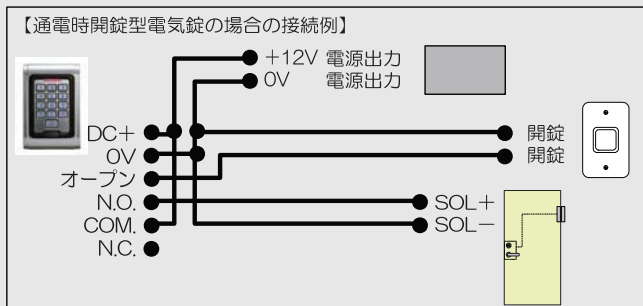 【通電時開錠型電気錠の場合の接続例】
+12V 電源出力
0V 電源出力
DC+
0V
オープン
N.O.
COM.
N.C.
開錠
開錠
SOL+
SOL−